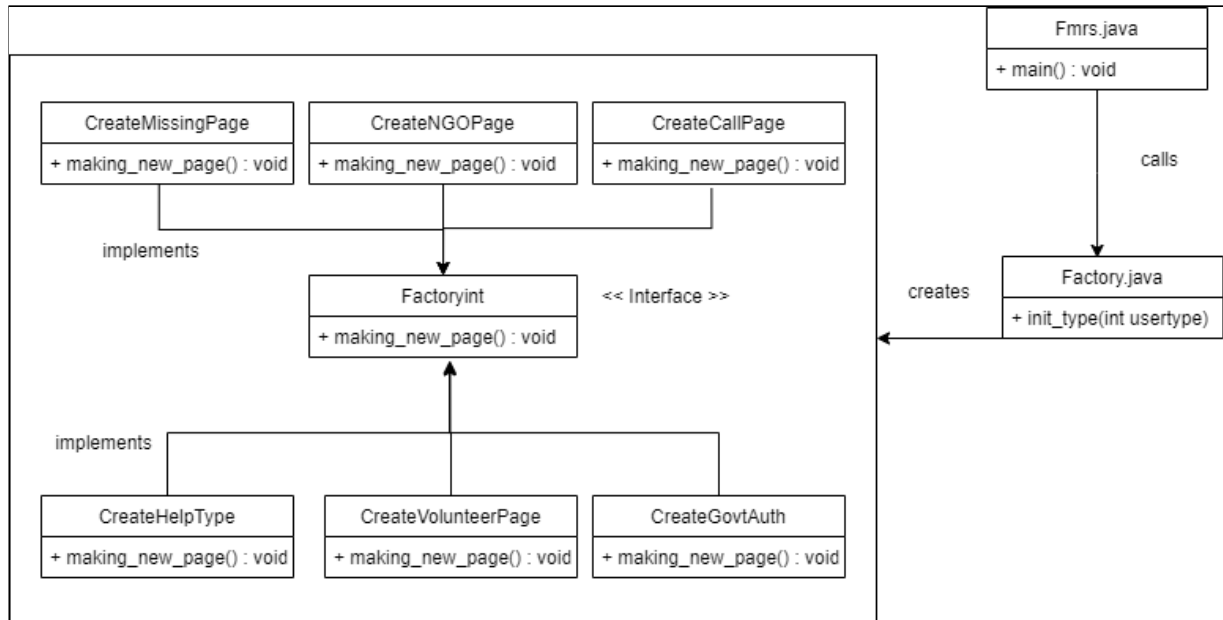 Fmrs.java
+ main() : void
CreateMissingPage
+ making_new_page() : void
CreateNGOPage
+ making_new_page() : void
CreateCallPage
+ making_new_page() : void
calls
implements
Factoryint
+ making_new_page() : void
<< Interface >>
creates
Factory.java
+ init_type(int usertype)
implements
CreateHelpType
+ making_new_page() : void
CreateVolunteerPage
+ making_new_page() : void
CreateGovtAuth
+ making_new_page() : void